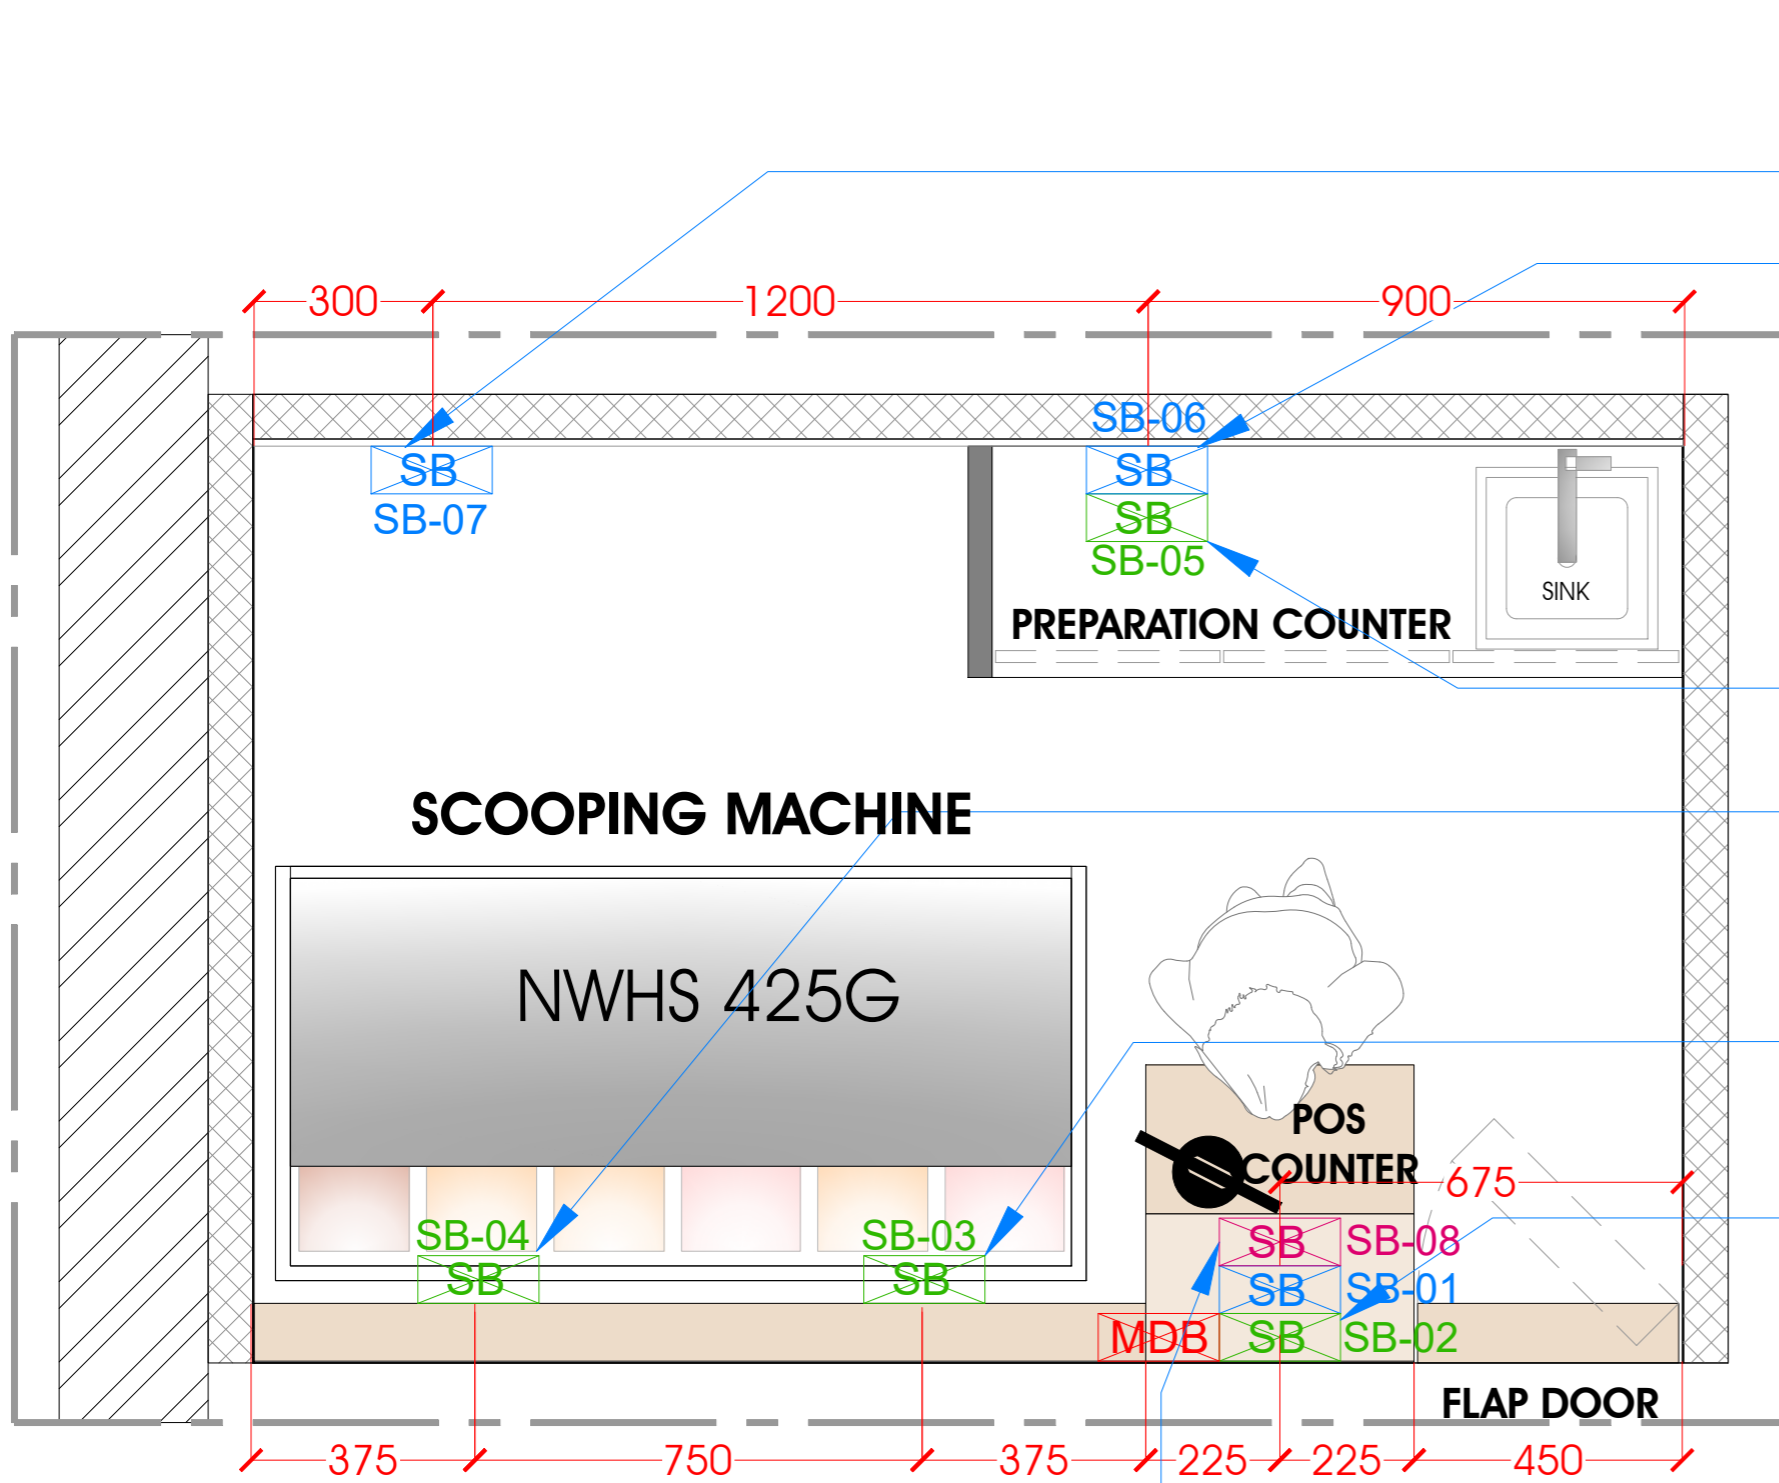 300 1200 900
SB-06
SB SB
SB-07 SB
SB-05
SINK
PREPARATION COUNTER
SCOOPING MACHINE
NWHS 425G
POS
COUNTER
675
SB-04 SB-03 SB SB-08
SB SB SB SB-01
MDB SB SB-02
FLAP DOOR
375 750 375 225 225 450